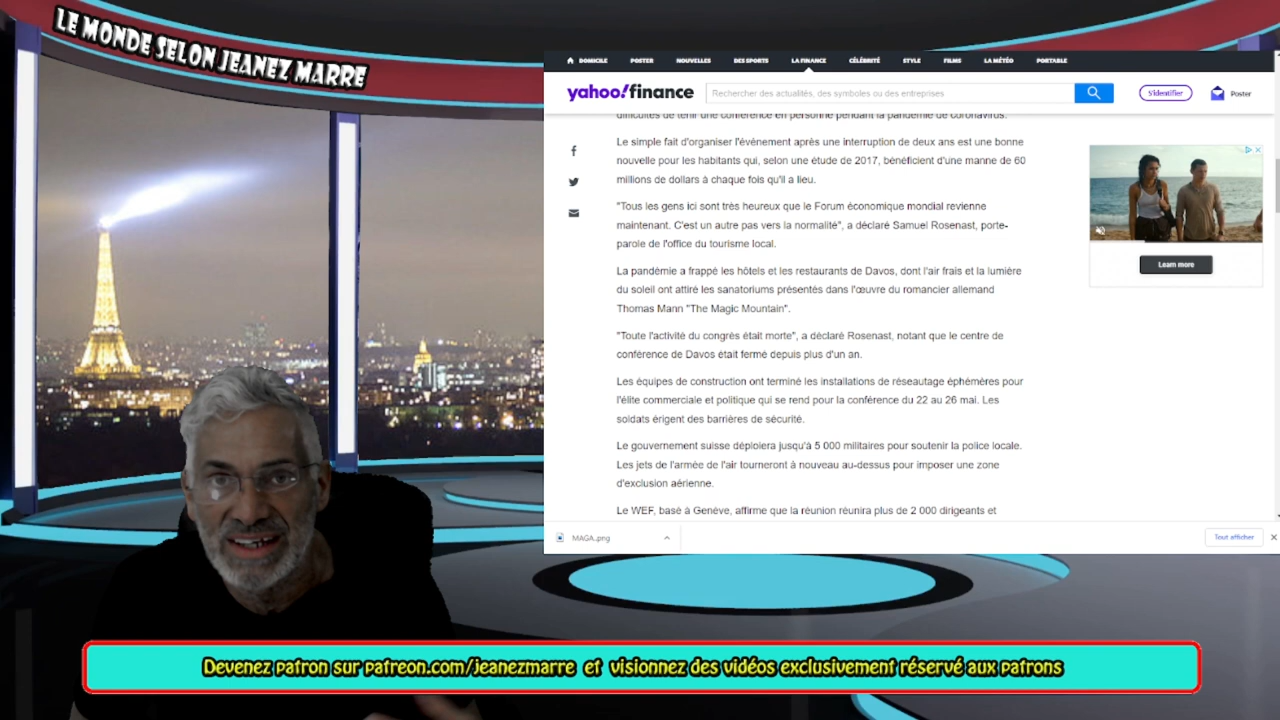 LE MONDE SELON JEANEZ MARRE
DOMICILE POSTER NOUVELLES DES SPORTS LA FINANCE CÉLÉBRITÉ STYLE FILMS LA MÉTÉO PORTABLE
yahoo!finance Rechercher des actualités, des symboles ou des entreprises S'identifier Poster
difficultés de tenir une conférence en personne pendant la pandémie de coronavirus.
Le simple fait d'organiser l'événement après une interruption de deux ans est une bonne
nouvelle pour les habitants qui, selon une étude de 2017, bénéficient d'une manne de 60
millions de dollars à chaque fois qu'il a lieu.
"Tous les gens ici sont très heureux que le Forum économique mondial revienne
maintenant. C'est un autre pas vers la normalité", a déclaré Samuel Rosenast, porte-
parole de l'office du tourisme local.
La pandémie a frappé les hôtels et les restaurants de Davos, dont l'air frais et la lumière
du soleil ont attiré les sanatoriums présentés dans l'œuvre du romancier allemand
Thomas Mann "The Magic Mountain".
"Toute l'activité du congrès était morte", a déclaré Rosenast, notant que le centre de
conférence de Davos était fermé depuis plus d'un an.
Les équipes de construction ont terminé les installations de réseautage éphémères pour
l'élite commerciale et politique qui se rend pour la conférence du 22 au 26 mai. Les
soldats érigent des barrières de sécurité.
Le gouvernement suisse déploiera jusqu'à 5 000 militaires pour soutenir la police locale.
Les jets de l'armée de l'air tourneront à nouveau au-dessus pour imposer une zone
d'exclusion aérienne.
Le WEF, basé à Genève, affirme que la réunion réunira plus de 2 000 dirigeants et
Learn more
MAGA.png
Tout afficher
Devenez patron sur patreon.com/jeanezmarre et visionnez des vidéos exclusivement réservé aux patrons